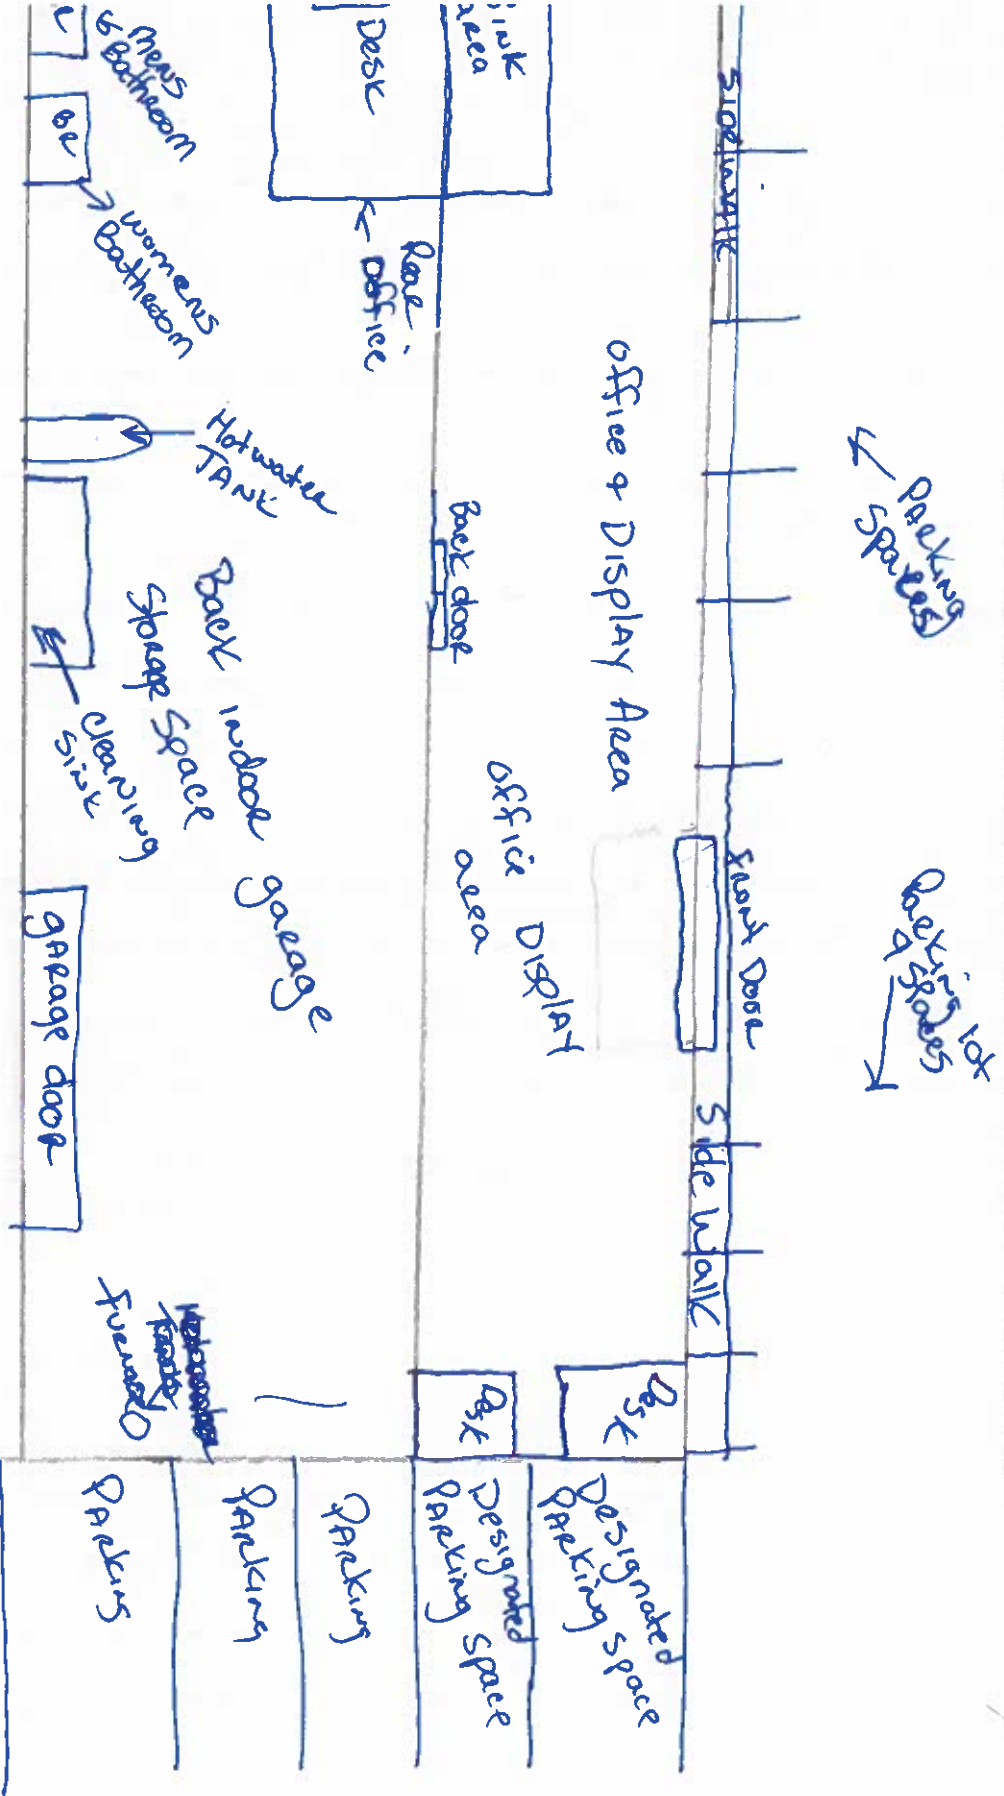 mens
Bathroom
BR
womens
Bathroom
Desk
Area
Rear
office
Hotwater
TANK
cleaning
sink
Back indoor garage
Storage Space
garage door
Furnace
Back door
office & Display Area
office Display
area
Sidewalk
Front Door
Side Walk
PARKING
Spaces
Parking lot
& Spaces
Desk
Desk
PARKING
PARKING
PARKING
Designated
PARKING Space
Designated
PARKING Space